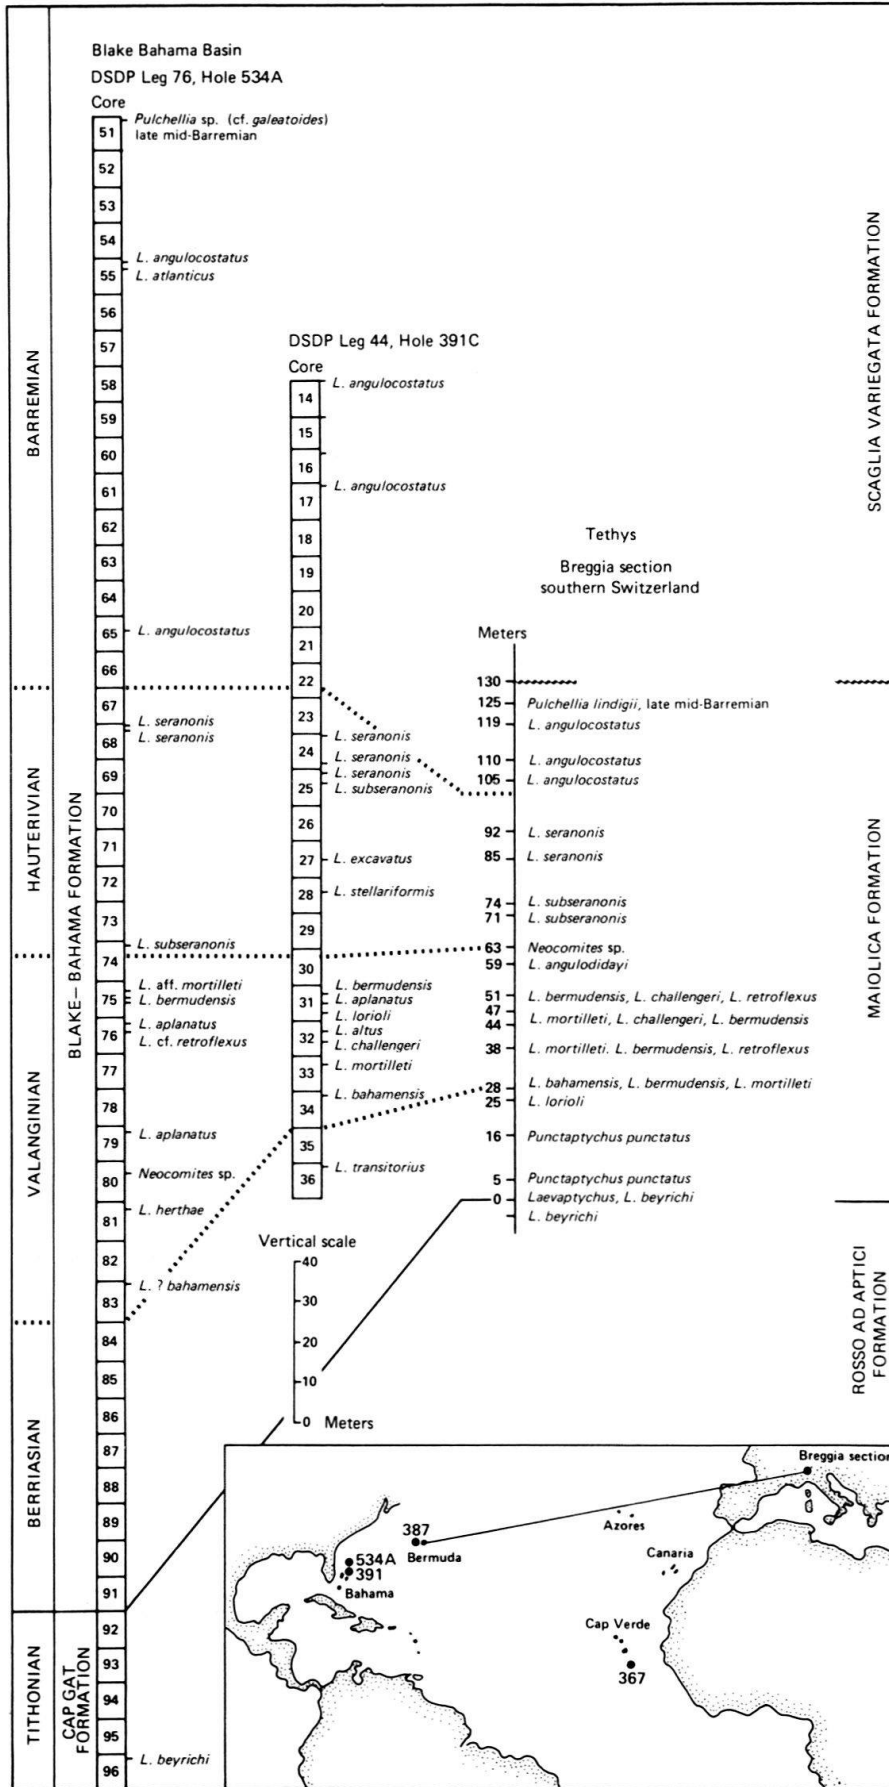 Blake Bahama Basin
DSDP Leg 76, Hole 534A
Core
51
52
53
54
55
56
57
58
59
60
61
62
63
64
65
66
67
68
69
70
71
72
73
74
75
76
77
78
79
80
81
82
83
84
85
86
87
88
89
90
91
92
93
94
95
96
Pulchellia sp. (cf. galeatoides)
late mid-Barremian
L. angulocostatus
L. atlanticus
L. angulocostatus
L. seranonis
L. seranonis
L. subseranonis
L. aff. mortilleti
L. bermudensis
L. aplanatus
L. cf. retroflexus
L. aplanatus
Neocomites sp.
L. herthae
L. ? bahamensis
L. beyrichi
BARREMIAN
HAUTERIVIAN
VALANGINIAN
BERRIASIAN
TITHONIAN
BLAKE–BAHAMA FORMATION
CAP GAT
FORMATION
DSDP Leg 44, Hole 391C
Core
14
15
16
17
18
19
20
21
22
23
24
25
26
27
28
29
30
31
32
33
34
35
36
L. angulocostatus
L. angulocostatus
L. seranonis
L. seranonis
L. seranonis
L. subseranonis
L. excavatus
L. stellariformis
L. bermudensis
L. aplanatus
L. lorioli
L. altus
L. challengeri
L. mortilleti
L. bahamensis
L. transitorius
Vertical scale
40
30
20
10
0 Meters
Tethys
Breggia section
southern Switzerland
Meters
130
125 Pulchellia lindigii, late mid-Barremian
119 L. angulocostatus
110 L. angulocostatus
105 L. angulocostatus
92 L. seranonis
85 L. seranonis
74 L. subseranonis
71 L. subseranonis
63 Neocomites sp.
59 L. angulodidayi
51 L. bermudensis, L. challengeri, L. retroflexus
47
44 L. mortilleti, L. challengeri, L. bermudensis
38 L. mortilleti. L. bermudensis, L. retroflexus
28 L. bahamensis, L. bermudensis, L. mortilleti
25 L. lorioli
16 Punctaptychus punctatus
5 Punctaptychus punctatus
0 Laevaptychus, L. beyrichi
L. beyrichi
SCAGLIA VARIEGATA FORMATION
MAIOLICA FORMATION
ROSSO AD APTICI
FORMATION
Breggia section
387
Bermuda
Azores
534A
391
Bahama
Canaria
Cap Verde
367